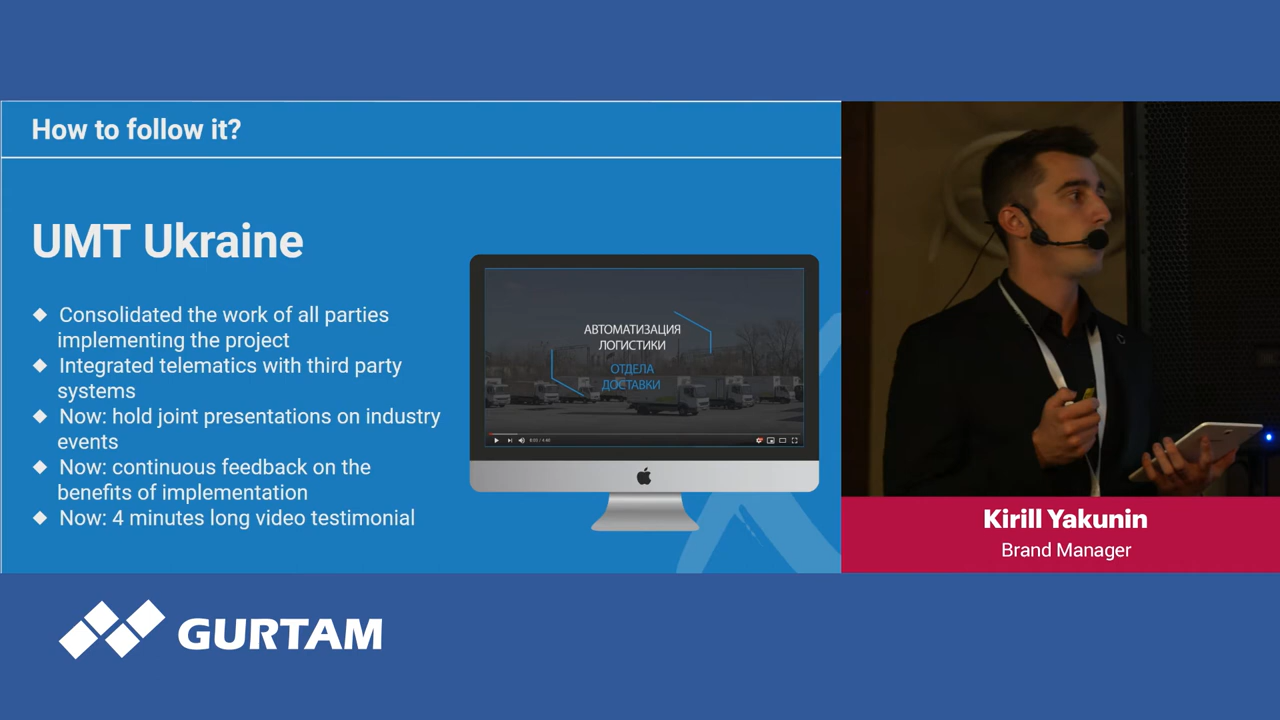 How to follow it?
UMT Ukraine
◆ Consolidated the work of all parties
implementing the project
◆ Integrated telematics with third party
systems
◆ Now: hold joint presentations on industry
events
◆ Now: continuous feedback on the
benefits of implementation
◆ Now: 4 minutes long video testimonial
АВТОМАТИЗАЦИЯ
ЛОГИСТИКИ
ОТДЕЛА
ДОСТАВКИ
Kirill Yakunin
Brand Manager
GURTAM